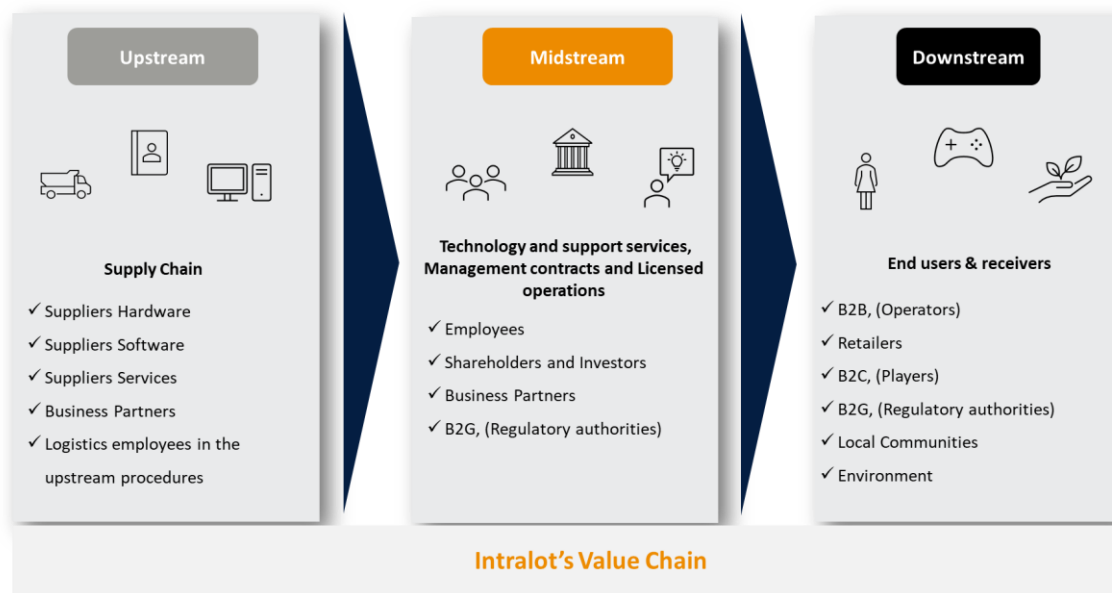 Upstream
Supply Chain
✓ Suppliers Hardware
✓ Suppliers Software
✓ Suppliers Services
✓ Business Partners
✓ Logistics employees in the
upstream procedures
Midstream
Technology and support services,
Management contracts and Licensed
operations
✓ Employees
✓ Shareholders and Investors
✓ Business Partners
✓ B2G, (Regulatory authorities)
Downstream
End users & receivers
✓ B2B, (Operators)
✓ Retailers
✓ B2C, (Players)
✓ B2G, (Regulatory authorities)
✓ Local Communities
✓ Environment
Intralot's Value Chain